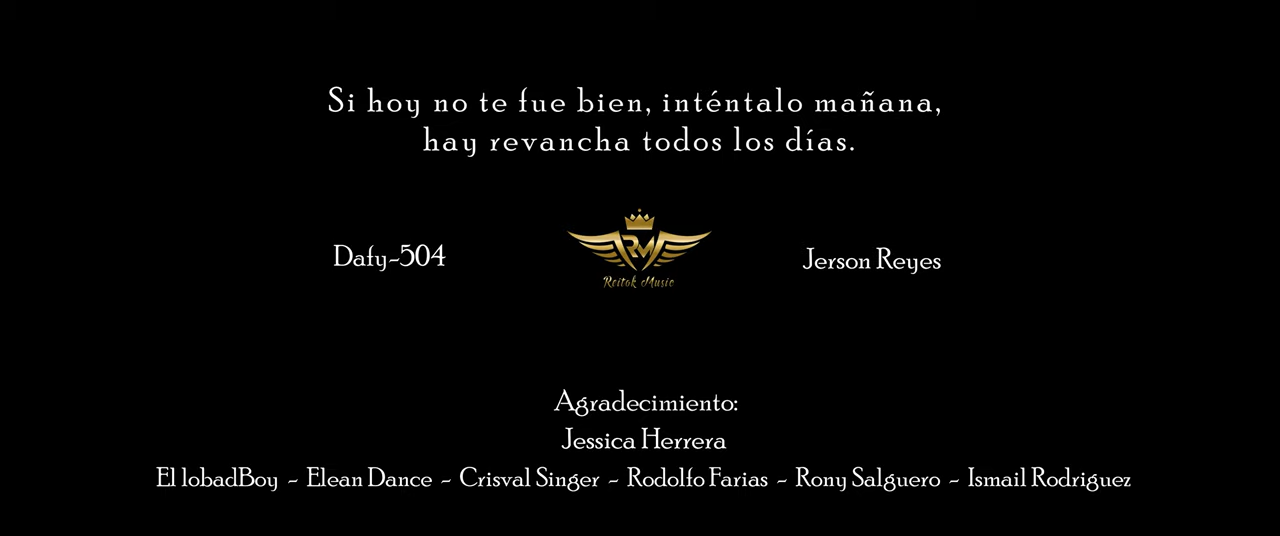 Si hoy no te fue bien, inténtalo mañana,
hay revancha todos los días.
Dafy-504
RM
Reitok Music
Jerson Reyes
Agradecimiento:
Jessica Herrera
El lobadBoy - Elean Dance - Crisval Singer - Rodolfo Farias - Rony Salguero - Ismail Rodriguez